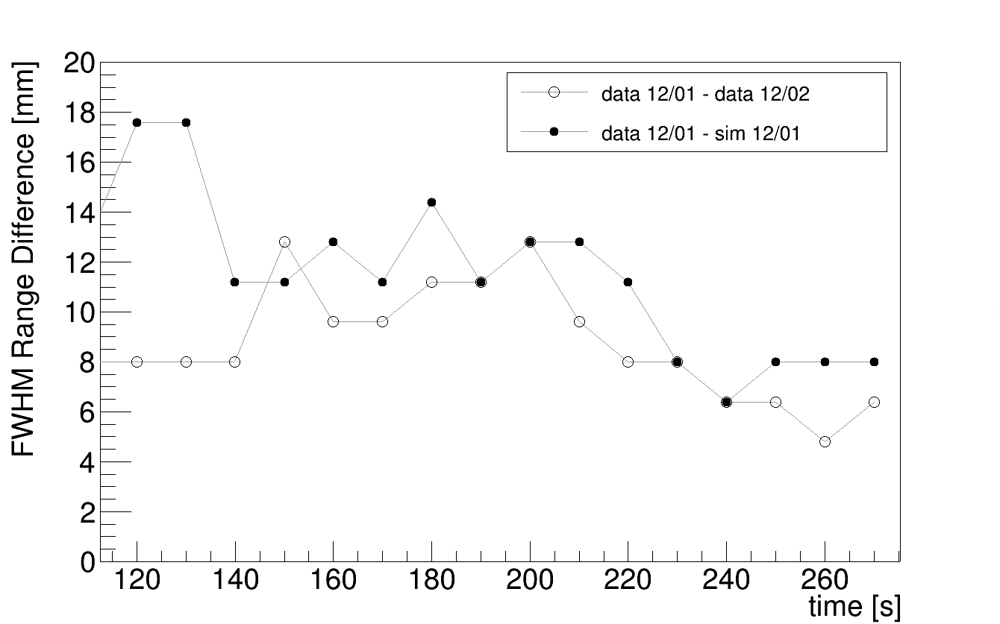 FWHM Range Difference [mm]
20
18
16
14
12
10
8
6
4
2
0
data 12/01 - data 12/02
data 12/01 - sim 12/01
120 140 160 180 200 220 240 260
time [s]